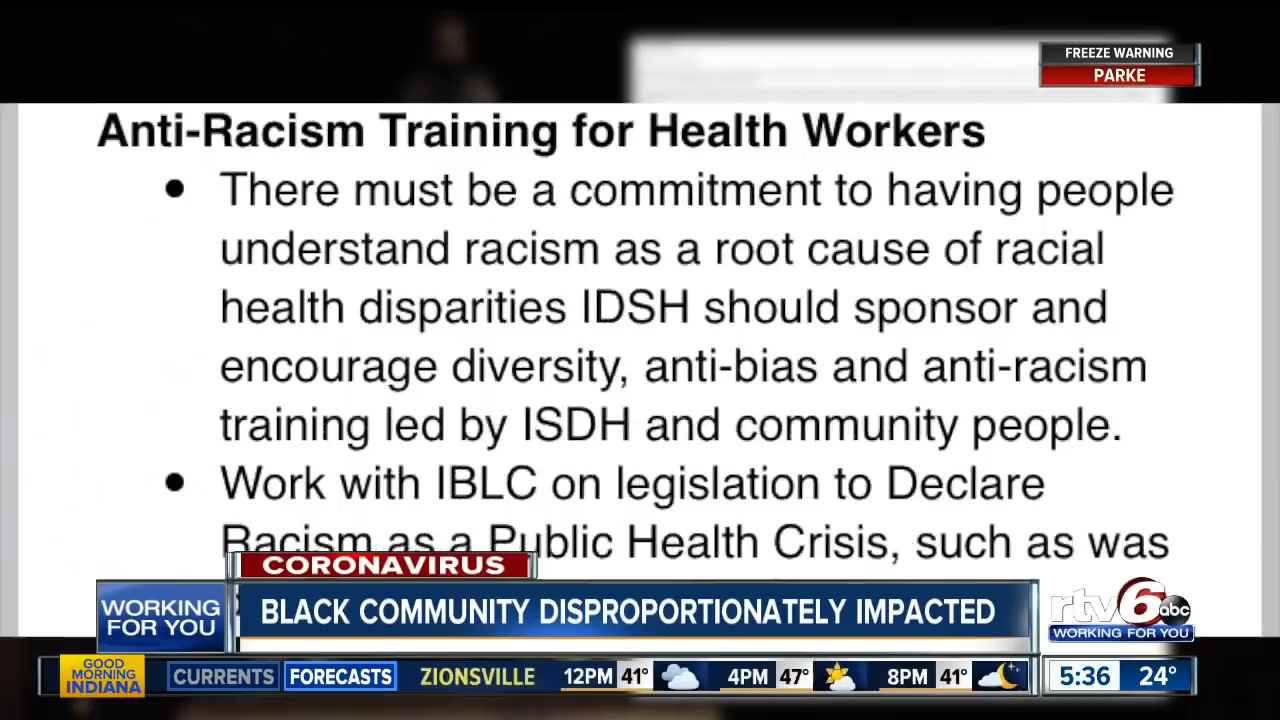 FREEZE WARNING
PARKE
Anti-Racism Training for Health Workers
• There must be a commitment to having people
understand racism as a root cause of racial
health disparities IDSH should sponsor and
encourage diversity, anti-bias and anti-racism
training led by ISDH and community people.
• Work with IBLC on legislation to Declare
Racism as a Public Health Crisis, such as was
CORONAVIRUS
WORKING
FOR YOU
BLACK COMMUNITY DISPROPORTIONATELY IMPACTED
rtv6 abc
WORKING FOR YOU
GOOD
MORNING
INDIANA
CURRENTS FORECASTS ZIONSVILLE 12PM 41° 4PM 47° 8PM 41° 5:36 24°